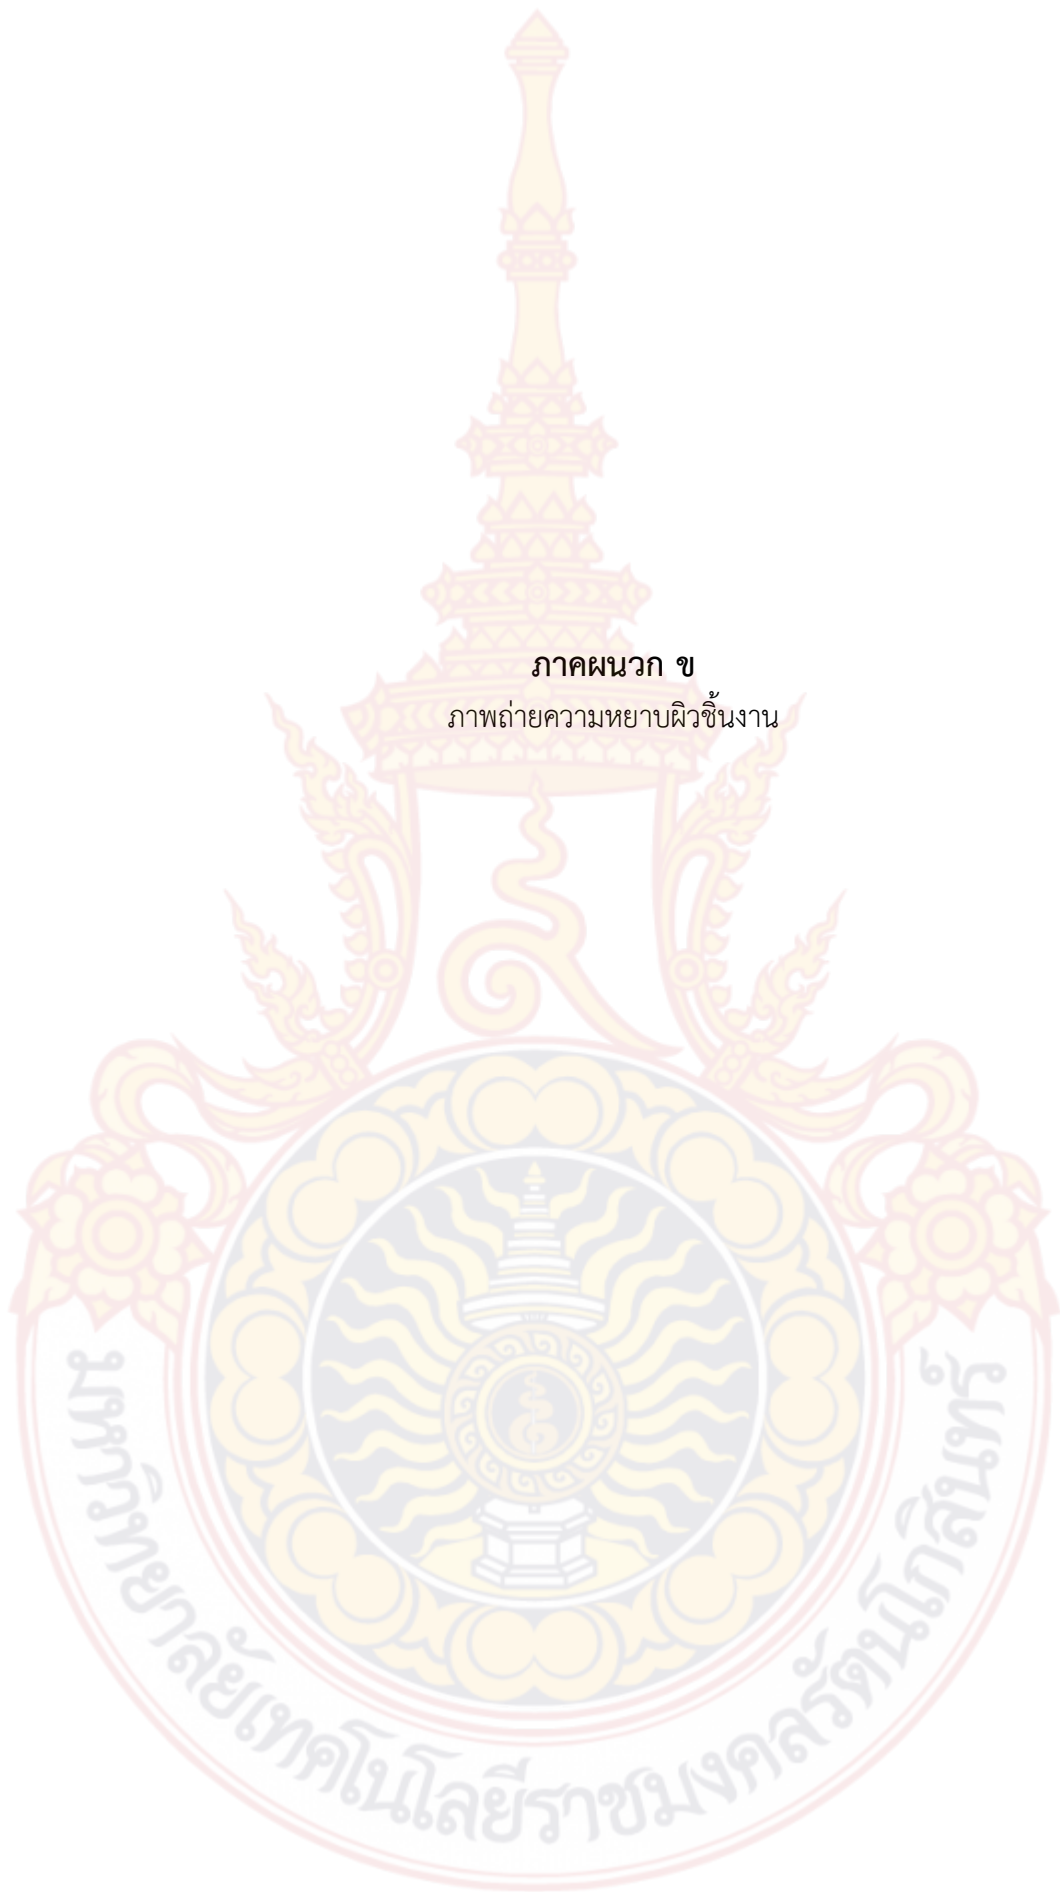 ภาคผนวก ข
ภาพถ่ายความหยาบผิวชิ้นงาน
มหาวิทยาลัยเทคโนโลยีราชมงคลรัตนโกสินทร์